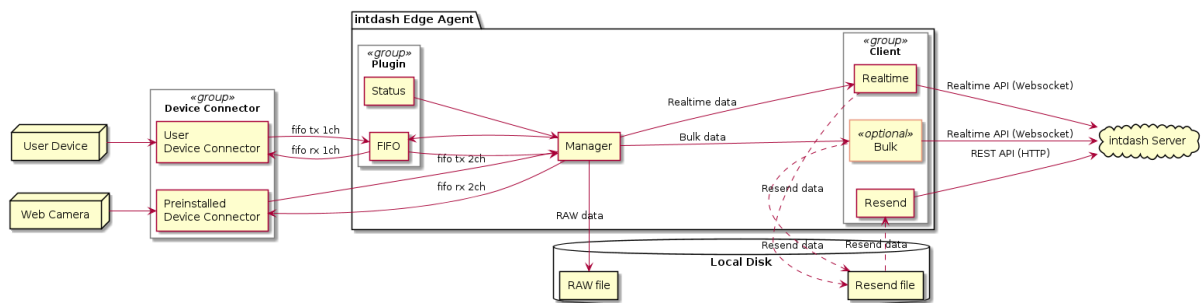 intdash Edge Agent
«group»
Client
«group»
Plugin
Realtime
Status
Realtime API (Websocket)
«group»
Device Connector
Realtime data
User
Device Connector
fifo tx 1ch
fifo rx 1ch
FIFO
Manager
Bulk data
«optional»
Bulk
Realtime API (Websocket)
REST API (HTTP)
intdash Server
User Device
fifo tx 2ch
fifo rx 2ch
Preinstalled
Device Connector
Web Camera
Resend data
Resend
RAW data
Resend data
Resend data
Local Disk
RAW file
Resend file